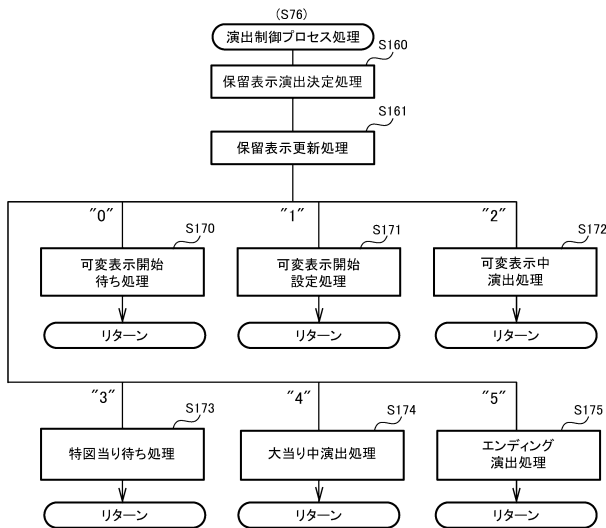 (S76)
演出制御プロセス処理
S160
保留表示演出決定処理
S161
保留表示更新処理
"0"
"1"
"2"
S170
S171
S172
可変表示開始
待ち処理
可変表示開始
設定処理
可変表示中
演出処理
リターン
リターン
リターン
"3"
"4"
"5"
S173
S174
S175
特図当り待ち処理
大当り中演出処理
エンディング
演出処理
リターン
リターン
リターン